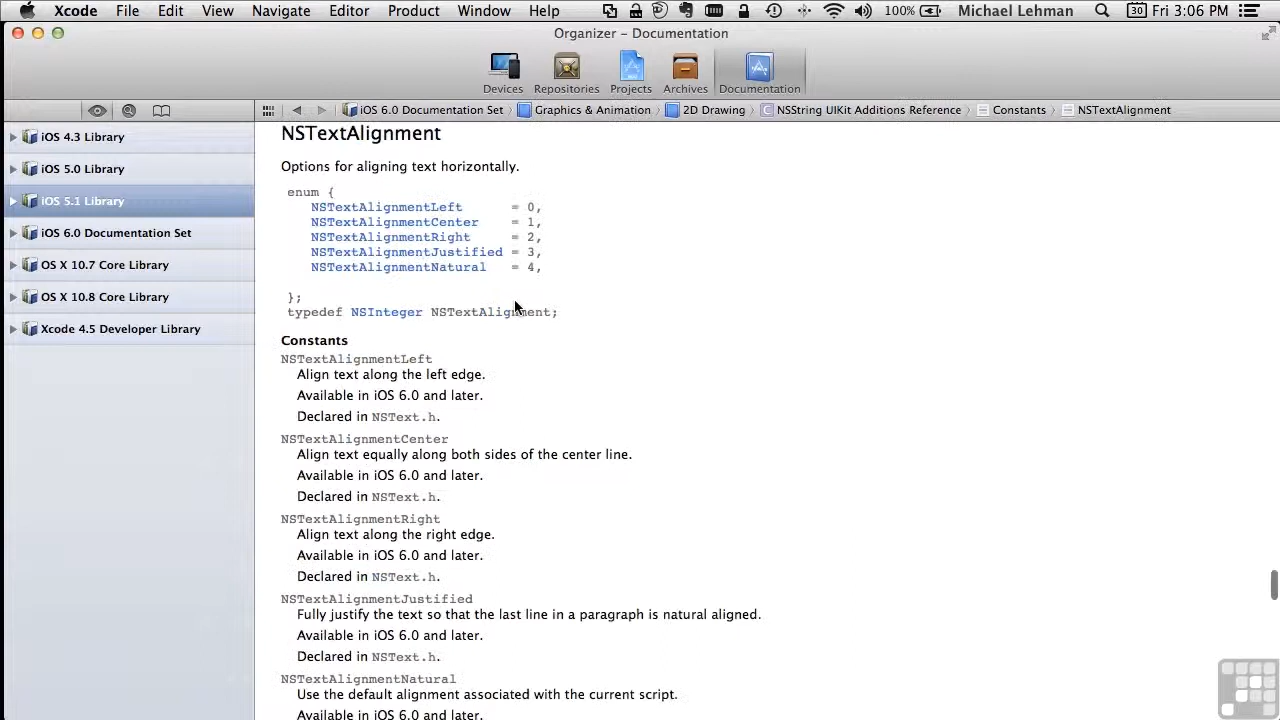 Xcode File Edit View Navigate Editor Product Window Help 100% Michael Lehman 30 Fri 3:06 PM
Organizer – Documentation
Devices Repositories Projects Archives Documentation
iOS 6.0 Documentation Set Graphics & Animation 2D Drawing NSString UIKit Additions Reference Constants NSTextAlignment
iOS 4.3 Library
iOS 5.0 Library
iOS 5.1 Library
iOS 6.0 Documentation Set
OS X 10.7 Core Library
OS X 10.8 Core Library
Xcode 4.5 Developer Library
NSTextAlignment
Options for aligning text horizontally.
enum {
NSTextAlignmentLeft = 0,
NSTextAlignmentCenter = 1,
NSTextAlignmentRight = 2,
NSTextAlignmentJustified = 3,
NSTextAlignmentNatural = 4,
};
typedef NSInteger NSTextAlignment;
Constants
NSTextAlignmentLeft
Align text along the left edge.
Available in iOS 6.0 and later.
Declared in NSText.h.
NSTextAlignmentCenter
Align text equally along both sides of the center line.
Available in iOS 6.0 and later.
Declared in NSText.h.
NSTextAlignmentRight
Align text along the right edge.
Available in iOS 6.0 and later.
Declared in NSText.h.
NSTextAlignmentJustified
Fully justify the text so that the last line in a paragraph is natural aligned.
Available in iOS 6.0 and later.
Declared in NSText.h.
NSTextAlignmentNatural
Use the default alignment associated with the current script.
Available in iOS 6.0 and later.